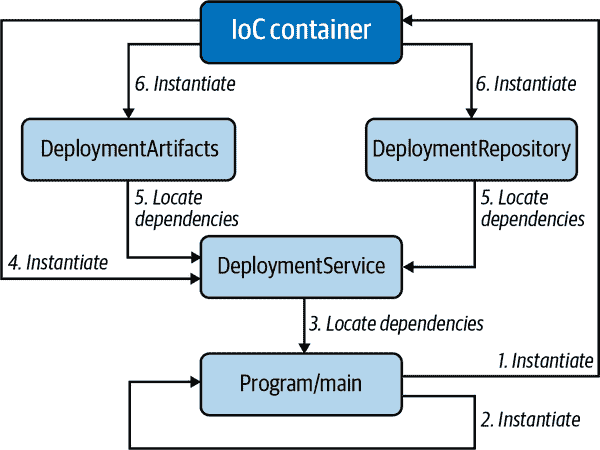 IoC container
6. Instantiate
6. Instantiate
DeploymentArtifacts
DeploymentRepository
5. Locate
dependencies
5. Locate
dependencies
4. Instantiate
DeploymentService
3. Locate dependencies
1. Instantiate
Program/main
2. Instantiate